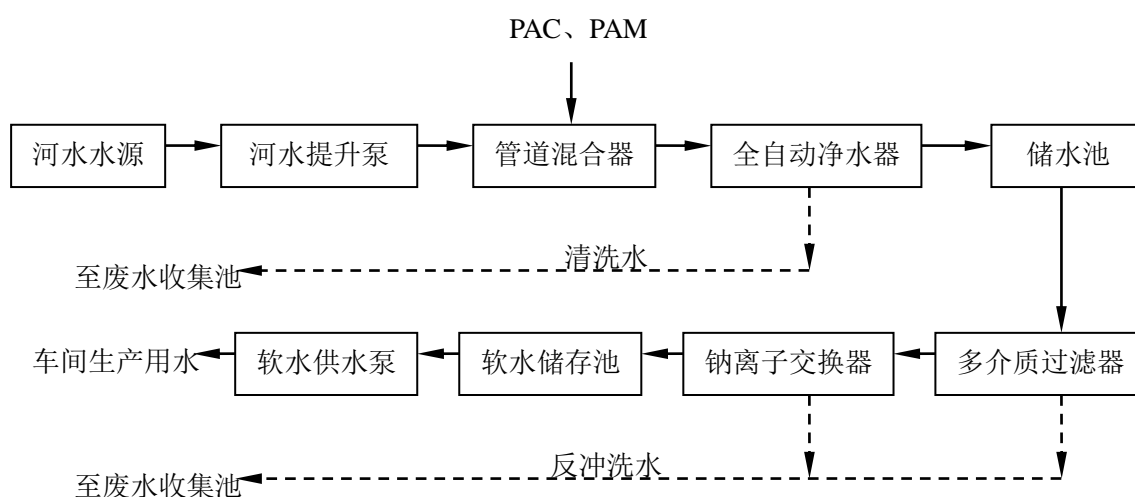 PAC、PAM
河水水源
河水提升泵
管道混合器
全自动净水器
储水池
清洗水
至废水收集池
车间生产用水
软水供水泵
软水储存池
钠离子交换器
多介质过滤器
反冲洗水
至废水收集池